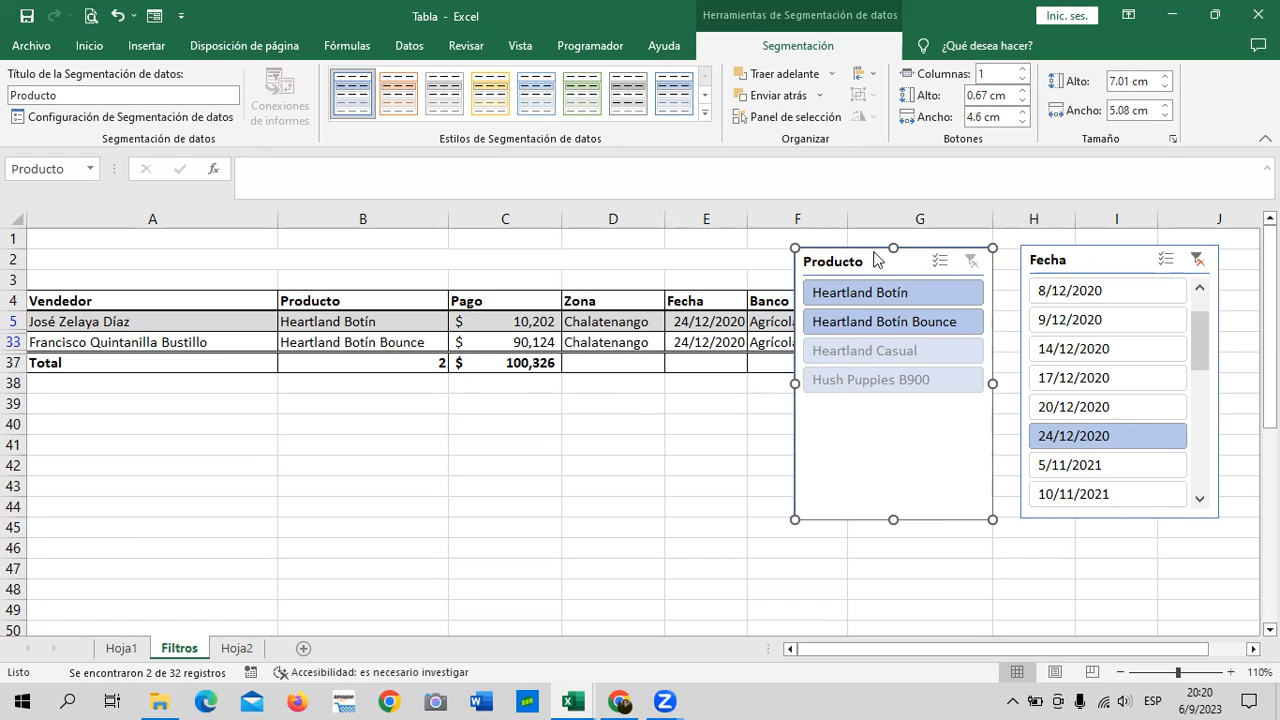 Tabla - Excel
Herramientas de Segmentación de datos
Inic. ses.
Archivo Inicio Insertar Disposición de página Fórmulas Datos Revisar Vista Programador Ayuda Segmentación ¿Qué desea hacer?
Título de la Segmentación de datos:
Producto
Configuración de Segmentación de datos
Segmentación de datos
Conexiones de informes
Estilos de Segmentación de datos
Traer adelante
Enviar atrás
Panel de selección
Organizar
Columnas: 1
Alto: 0.67 cm
Ancho: 4.6 cm
Botones
Alto: 7.01 cm
Ancho: 5.08 cm
Tamaño
Producto fx
A B C D E F G H I J
1
2
3
4 Vendedor Producto Pago Zona Fecha Banco
5 José Zelaya Díaz Heartland Botín $ 10,202 Chalatenango 24/12/2020 Agrícola
33 Francisco Quintanilla Bustillo Heartland Botín Bounce $ 90,124 Chalatenango 24/12/2020 Agrícola
37 Total 2 $ 100,326
38
39
40
41
42
43
44
45
46
47
48
49
50
Producto
Heartland Botín
Heartland Botín Bounce
Heartland Casual
Hush Puppies B900
Fecha
8/12/2020
9/12/2020
14/12/2020
17/12/2020
20/12/2020
24/12/2020
5/11/2021
10/11/2021
Hoja1 Filtros Hoja2
Listo Se encontraron 2 de 32 registros Accesibilidad: es necesario investigar 110%
amazon
ESP
20:20
6/9/2023